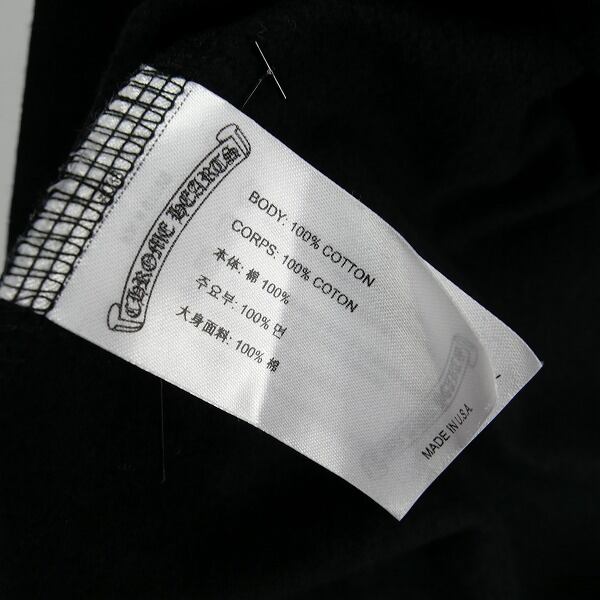 CHROME HEARTS
BODY: 100% COTTON
CORPS: 100% COTON
本体: 棉 100%
주요부: 100% 면
大身面料: 100% 棉
MADE IN U.S.A